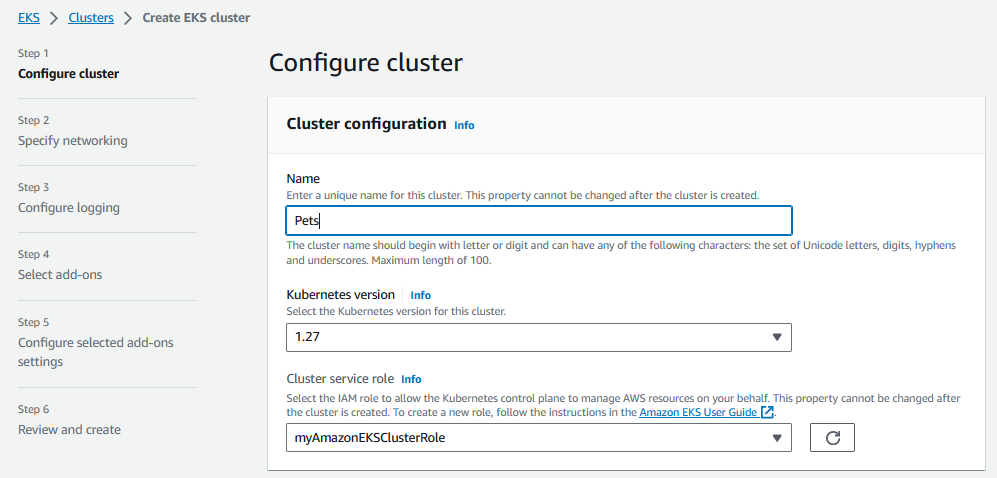 EKS > Clusters > Create EKS cluster
Step 1
Configure cluster
Step 2
Specify networking
Step 3
Configure logging
Step 4
Select add-ons
Step 5
Configure selected add-ons
settings
Step 6
Review and create
Configure cluster
Cluster configuration Info
Name
Enter a unique name for this cluster. This property cannot be changed after the cluster is created.
Pets
The cluster name should begin with letter or digit and can have any of the following characters: the set of Unicode letters, digits, hyphens
and underscores. Maximum length of 100.
Kubernetes version Info
Select the Kubernetes version for this cluster.
1.27
Cluster service role Info
Select the IAM role to allow the Kubernetes control plane to manage AWS resources on your behalf. This property cannot be changed after
the cluster is created. To create a new role, follow the instructions in the Amazon EKS User Guide.
myAmazonEKSClusterRole